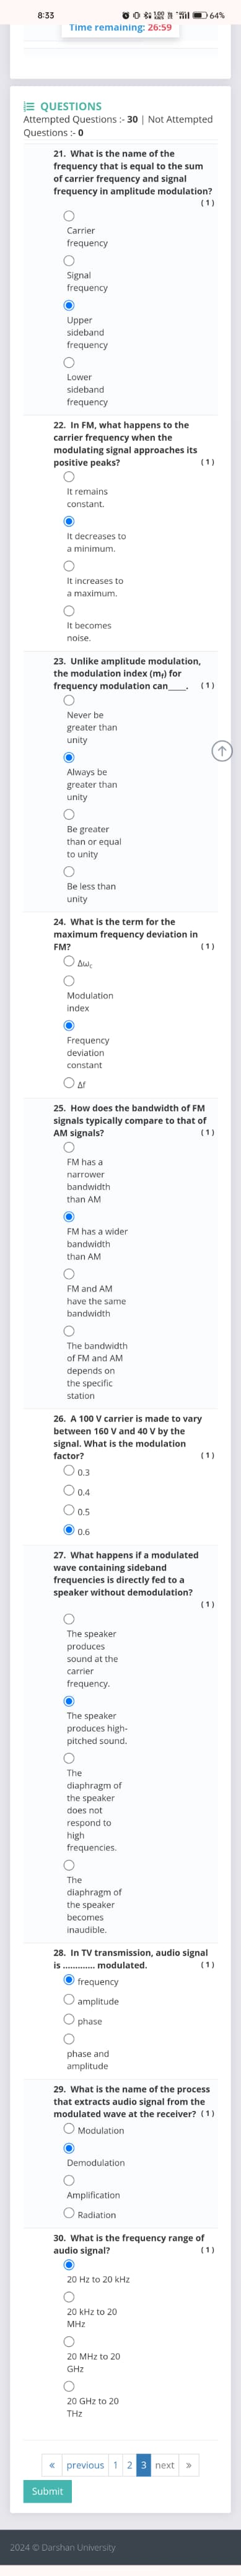 8:33
64%
Time remaining: 26:59
QUESTIONS
Attempted Questions :- 30 | Not Attempted
Questions :- 0
21. What is the name of the
frequency that is equal to the sum
of carrier frequency and signal
frequency in amplitude modulation?
(1)
Carrier
frequency
Signal
frequency
Upper
sideband
frequency
Lower
sideband
frequency
22. In FM, what happens to the
carrier frequency when the
modulating signal approaches its
positive peaks? (1)
It remains
constant.
It decreases to
a minimum.
It increases to
a maximum.
It becomes
noise.
23. Unlike amplitude modulation,
the modulation index (mf) for
frequency modulation can____. (1)
Never be
greater than
unity
Always be
greater than
unity
Be greater
than or equal
to unity
Be less than
unity
24. What is the term for the
maximum frequency deviation in
FM? (1)
Δωc
Modulation
index
Frequency
deviation
constant
Δf
25. How does the bandwidth of FM
signals typically compare to that of
AM signals? (1)
FM has a
narrower
bandwidth
than AM
FM has a wider
bandwidth
than AM
FM and AM
have the same
bandwidth
The bandwidth
of FM and AM
depends on
the specific
station
26. A 100 V carrier is made to vary
between 160 V and 40 V by the
signal. What is the modulation
factor? (1)
0.3
0.4
0.5
0.6
27. What happens if a modulated
wave containing sideband
frequencies is directly fed to a
speaker without demodulation?
(1)
The speaker
produces
sound at the
carrier
frequency.
The speaker
produces high-
pitched sound.
The
diaphragm of
the speaker
does not
respond to
high
frequencies.
The
diaphragm of
the speaker
becomes
inaudible.
28. In TV transmission, audio signal
is ............. modulated. (1)
frequency
amplitude
phase
phase and
amplitude
29. What is the name of the process
that extracts audio signal from the
modulated wave at the receiver? (1)
Modulation
Demodulation
Amplification
Radiation
30. What is the frequency range of
audio signal? (1)
20 Hz to 20 kHz
20 kHz to 20
MHz
20 MHz to 20
GHz
20 GHz to 20
THz
« previous 1 2 3 next »
Submit
2024 © Darshan University